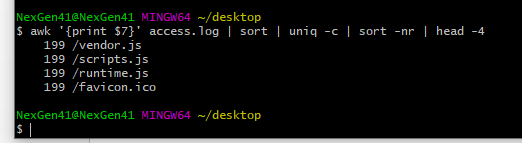 NexGen41@NexGen41 MINGW64 ~/desktop
$ awk '{print $7}' access.log | sort | uniq -c | sort -nr | head -4
    199 /vendor.js
    199 /scripts.js
    199 /runtime.js
    199 /favicon.ico

NexGen41@NexGen41 MINGW64 ~/desktop
$